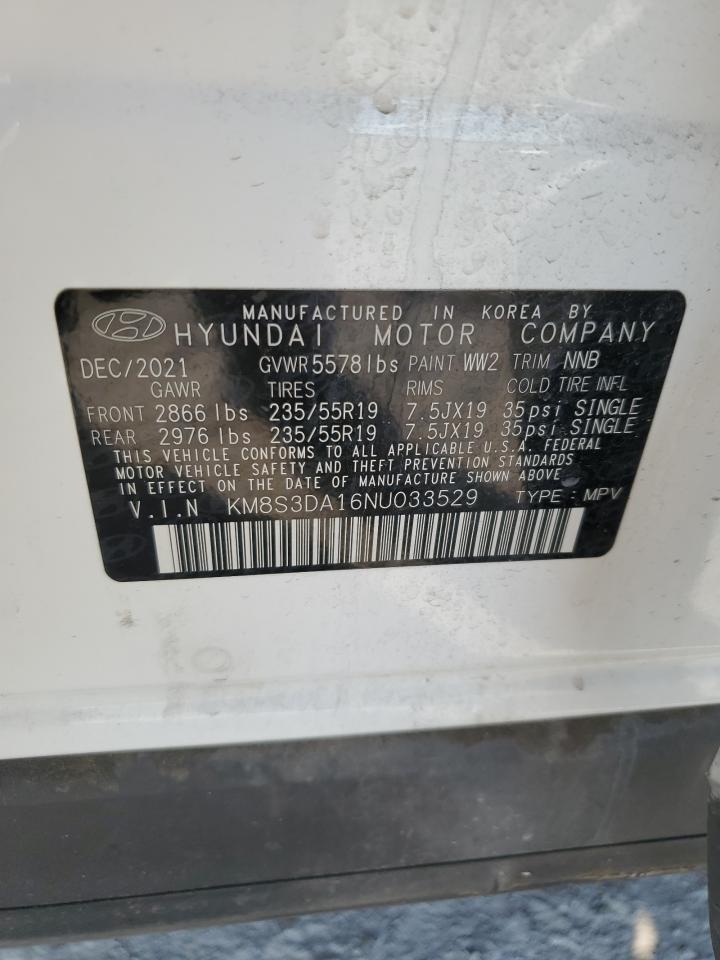 MANUFACTURED IN KOREA BY
HYUNDAI MOTOR COMPANY
DEC/2021 GVWR 5578 lbs PAINT WW2 TRIM NNB
GAWR TIRES RIMS COLD TIRE INFL
FRONT 2866 lbs 235/55R19 7.5JX19 35psi SINGLE
REAR 2976 lbs 235/55R19 7.5JX19 35psi SINGLE
THIS VEHICLE CONFORMS TO ALL APPLICABLE U.S.A. FEDERAL
MOTOR VEHICLE SAFETY AND THEFT PREVENTION STANDARDS
IN EFFECT ON THE DATE OF MANUFACTURE SHOWN ABOVE
V.I.N KM8S3DA16NU033529 TYPE : MPV